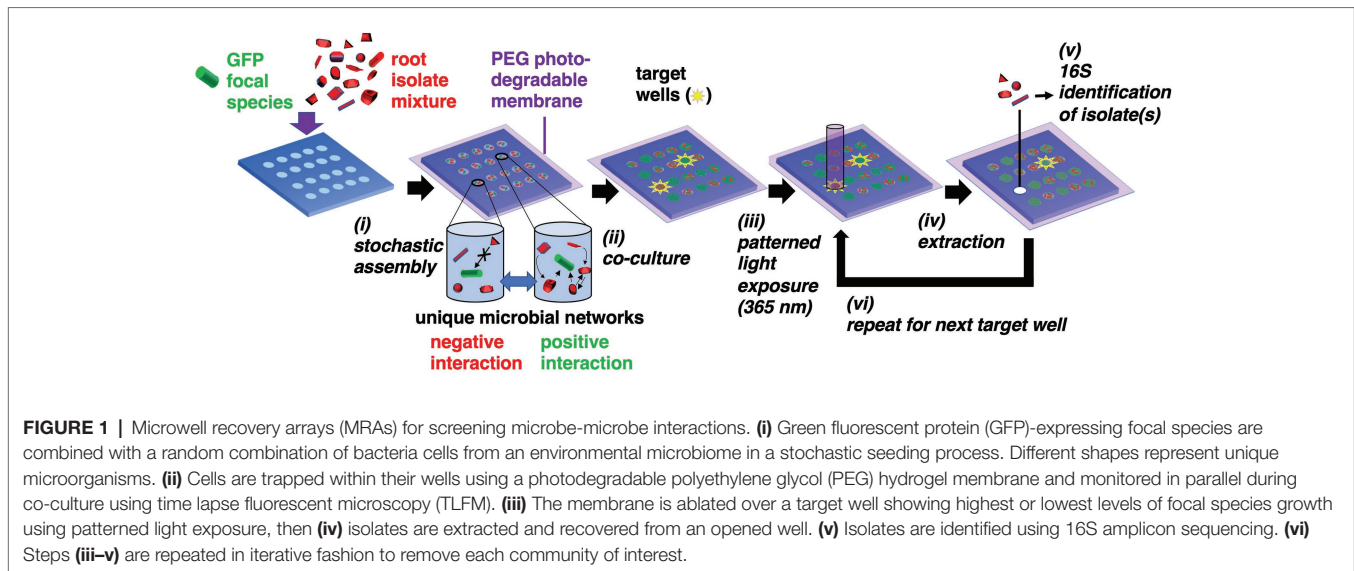 GFP
focal
species
root
isolate
mixture
PEG photo-
degradable
membrane
target
wells ( )
(v)
16S
identification
of isolate(s)
(i)
stochastic
assembly
(ii)
co-culture
(iii)
patterned
light
exposure
(365 nm)
(iv)
extraction
(vi)
repeat for next target well
unique microbial networks
negative
interaction
positive
interaction
FIGURE 1 | Microwell recovery arrays (MRAs) for screening microbe-microbe interactions. (i) Green fluorescent protein (GFP)-expressing focal species are
combined with a random combination of bacteria cells from an environmental microbiome in a stochastic seeding process. Different shapes represent unique
microorganisms. (ii) Cells are trapped within their wells using a photodegradable polyethylene glycol (PEG) hydrogel membrane and monitored in parallel during
co-culture using time lapse fluorescent microscopy (TLFM). (iii) The membrane is ablated over a target well showing highest or lowest levels of focal species growth
using patterned light exposure, then (iv) isolates are extracted and recovered from an opened well. (v) Isolates are identified using 16S amplicon sequencing. (vi)
Steps (iii–v) are repeated in iterative fashion to remove each community of interest.